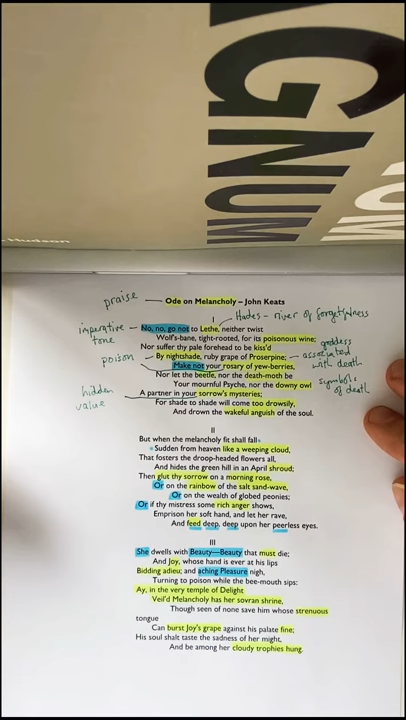 GNUM
GNUM
UM
Hudson
praise
Ode on Melancholy – John Keats
Hades - river of forgetfulness
I
imperative tone
No, no, go not to Lethe, neither twist
Wolf's-bane, tight-rooted, for its poisonous wine;
Nor suffer thy pale forehead to be kiss'd
poison
By nightshade, ruby grape of Proserpine;
goddess associated with death
Make not your rosary of yew-berries,
Nor let the beetle, nor the death-moth be
Your mournful Psyche, nor the downy owl
symbols of death
hidden value
A partner in your sorrow's mysteries;
For shade to shade will come too drowsily,
And drown the wakeful anguish of the soul.
II
But when the melancholy fit shall fall
Sudden from heaven like a weeping cloud,
That fosters the droop-headed flowers all,
And hides the green hill in an April shroud;
Then glut thy sorrow on a morning rose,
Or on the rainbow of the salt sand-wave,
Or on the wealth of globed peonies;
Or if thy mistress some rich anger shows,
Emprison her soft hand, and let her rave,
And feed deep, deep upon her peerless eyes.
III
She dwells with Beauty—Beauty that must die;
And Joy, whose hand is ever at his lips
Bidding adieu; and aching Pleasure nigh,
Turning to poison while the bee-mouth sips:
Ay, in the very temple of Delight
Veil'd Melancholy has her sovran shrine,
Though seen of none save him whose strenuous
tongue
Can burst Joy's grape against his palate fine;
His soul shalt taste the sadness of her might,
And be among her cloudy trophies hung.